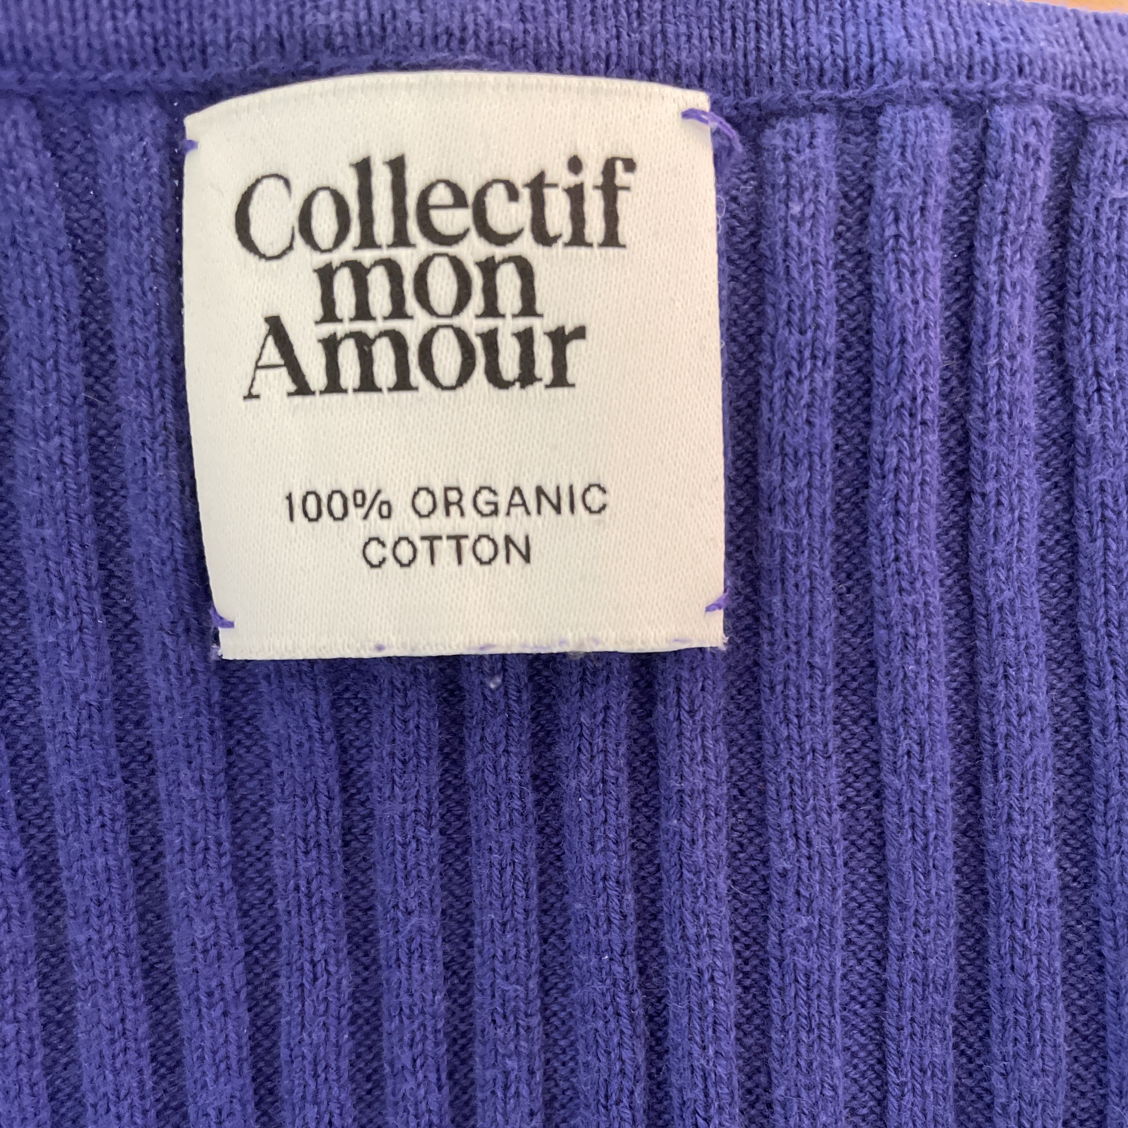 Collectif
mon
Amour
100% ORGANIC
COTTON